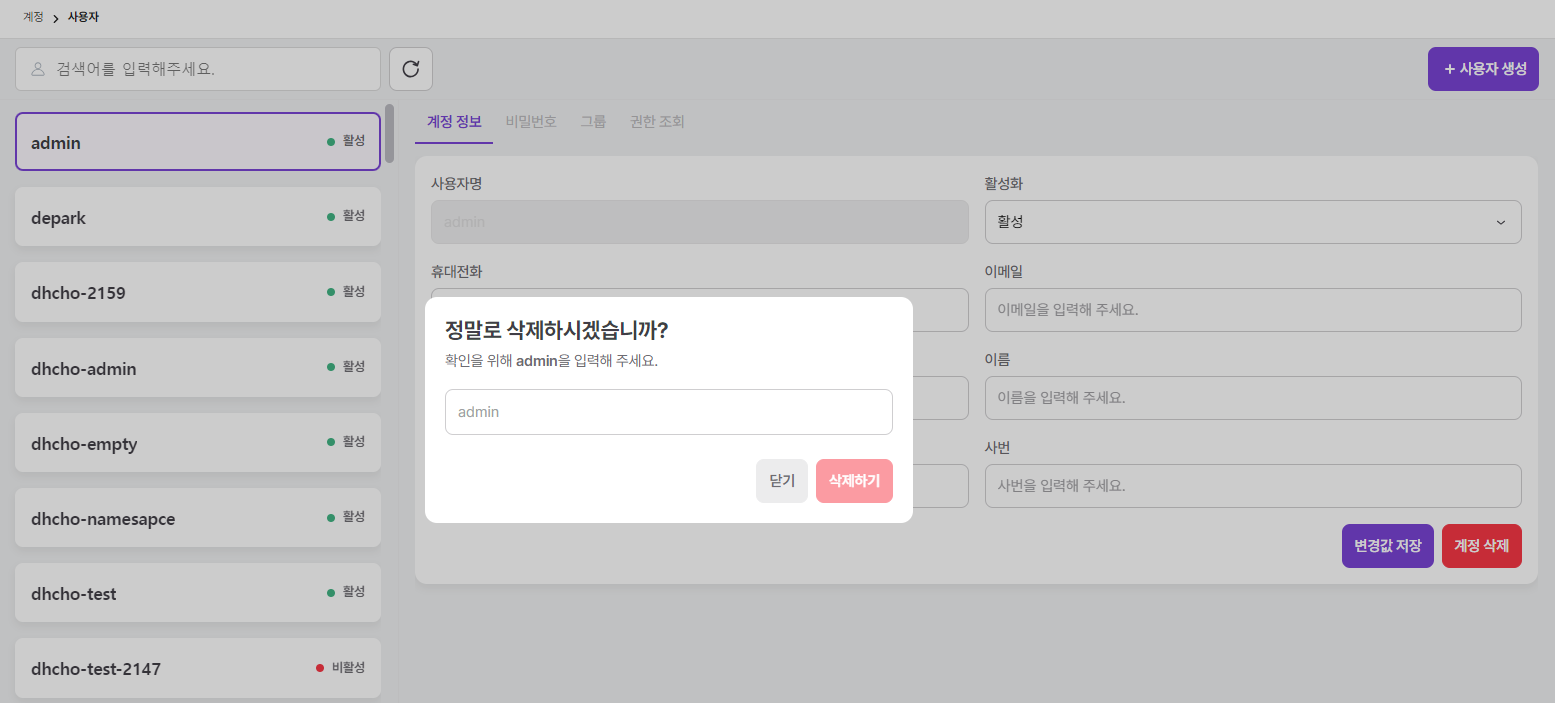 계정 > 사용자
검색어를 입력해주세요.
+ 사용자 생성
admin 활성
depark 활성
dhcho-2159 활성
dhcho-admin 활성
dhcho-empty 활성
dhcho-namesapce 활성
dhcho-test 활성
dhcho-test-2147 비활성
계정 정보 비밀번호 그룹 권한 조회
사용자명 활성화
admin 활성
휴대전화 이메일
이메일을 입력해 주세요.
이름
이름을 입력해 주세요.
사번
사번을 입력해 주세요.
변경값 저장 계정 삭제
정말로 삭제하시겠습니까?
확인을 위해 admin을 입력해 주세요.
admin
닫기 삭제하기